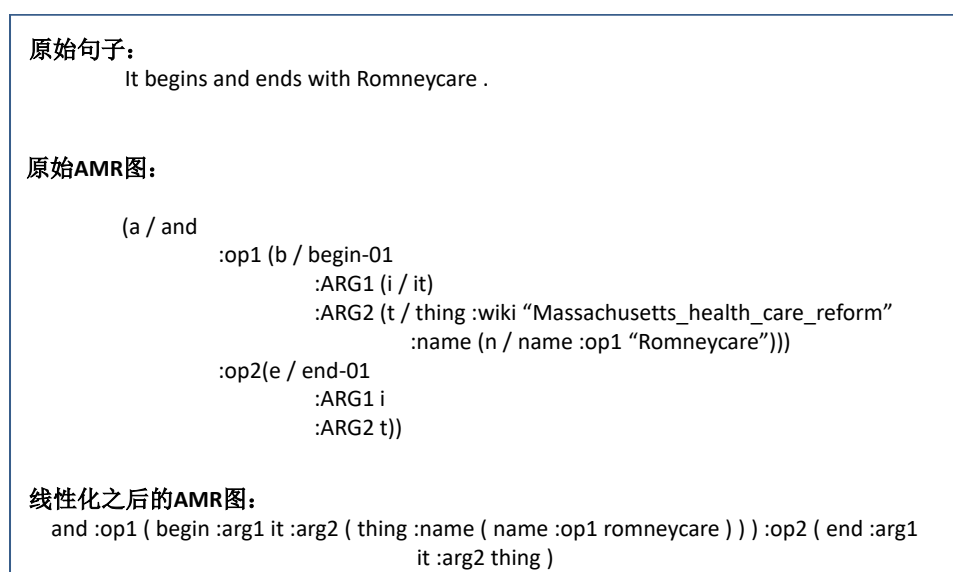 原始句子：
It begins and ends with Romneycare .
原始AMR图：
(a / and
:op1 (b / begin-01
:ARG1 (i / it)
:ARG2 (t / thing :wiki “Massachusetts_health_care_reform”
:name (n / name :op1 “Romneycare”)))
:op2(e / end-01
:ARG1 i
:ARG2 t))
线性化之后的AMR图：
and :op1 ( begin :arg1 it :arg2 ( thing :name ( name :op1 romneycare ) ) ) :op2 ( end :arg1
it :arg2 thing )